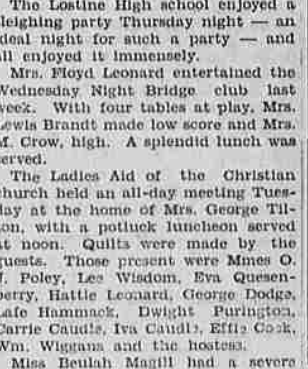 The Lostine High school enjoyed a
sleighing party Thursday night — an
ideal night for such a party — and
all enjoyed it immensely.
Mrs. Floyd Leonard entertained the
Wednesday Night Bridge club last
week. With four tables at play, Mrs.
Lewis Brandt made low score and Mrs.
M. Crow, high. A splendid lunch was
served.
The Ladies Aid of the Christian
church held an all-day meeting Tues-
day at the home of Mrs. George Til-
son, with a potluck luncheon served
at noon. Quilts were made by the
guests. Those present were Mmes O.
J. Poley, Lee Wisdom, Eva Quesen-
berry, Hattie Leonard, George Dodge,
Lafe Hammack, Dwight Purington,
Carrie Caudle, Iva Caudle, Effie Cook,
Wm. Wiggans and the hostess.
Miss Beulah Magill had a severe